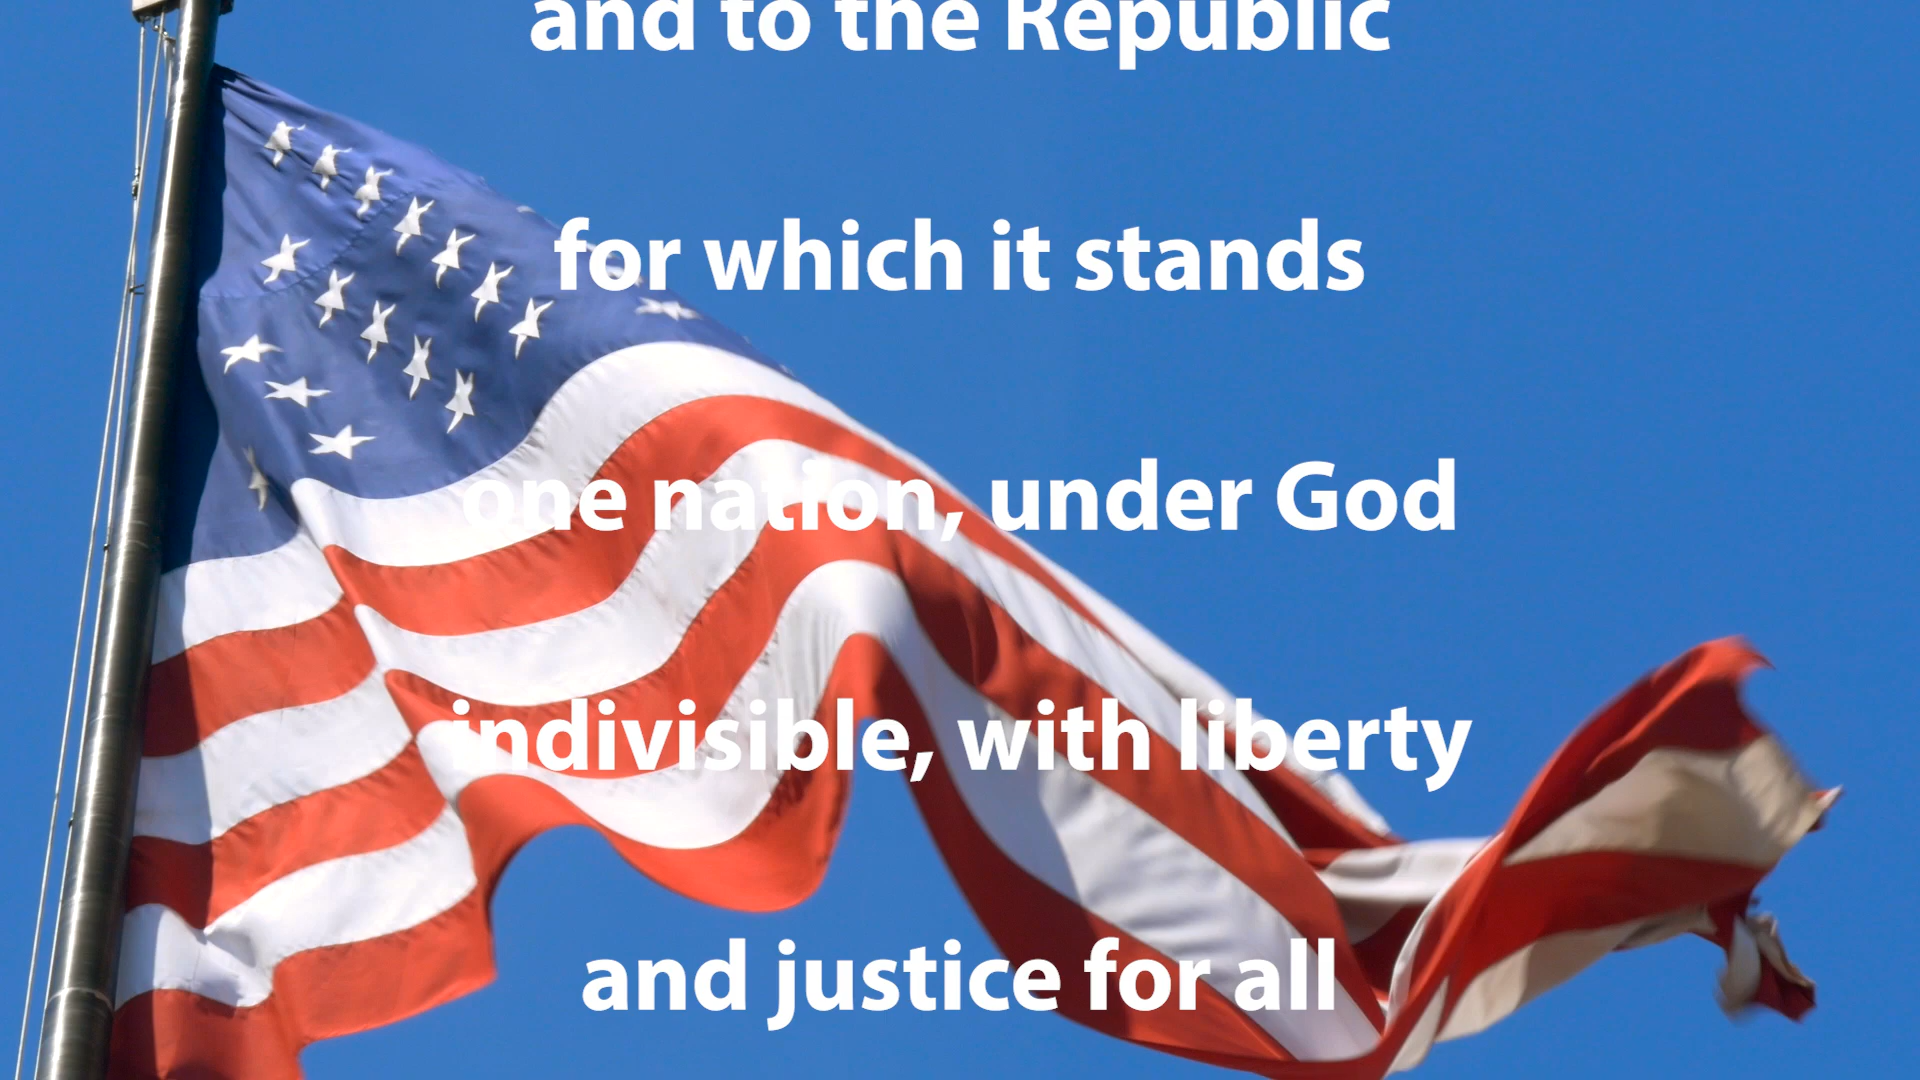 and to the Republic
for which it stands
one nation, under God
indivisible, with liberty
and justice for all